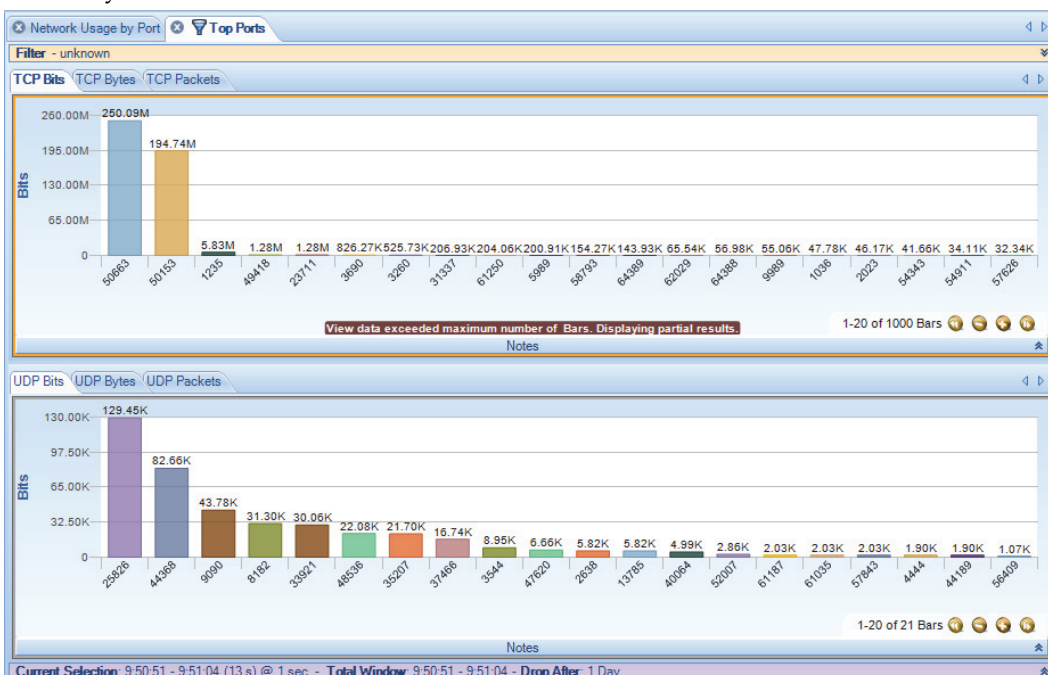 Network Usage by Port Top Ports
Filter - unknown
TCP Bits TCP Bytes TCP Packets
260.00M
195.00M
130.00M
65.00M
0
Bits
250.09M 194.74M 5.83M 1.28M 1.28M 826.27K 525.73K 206.93K 204.06K 200.91K 154.27K 143.93K 65.54K 56.98K 55.06K 47.78K 46.17K 41.66K 34.11K 32.34K
50663 50153 1235 49418 23711 3690 3260 31337 61250 5989 58793 64389 62029 64388 9989 1036 2023 54343 54911 57626
View data exceeded maximum number of Bars. Displaying partial results.
1-20 of 1000 Bars
Notes
UDP Bits UDP Bytes UDP Packets
130.00K
97.50K
65.00K
32.50K
0
Bits
129.45K 82.66K 43.78K 31.30K 30.06K 22.08K 21.70K 16.74K 8.95K 6.66K 5.82K 5.82K 4.99K 2.86K 2.03K 2.03K 2.03K 1.90K 1.90K 1.07K
25826 44368 9090 8182 33921 48536 35207 37466 3544 47620 2638 13785 40064 52007 61187 61035 57843 4444 44189 56409
1-20 of 21 Bars
Notes
Current Selection: 9:50:51 - 9:51:04 (13 s) @ 1 sec - Total Window: 9:50:51 - 9:51:04 - Drop After: 1 Day